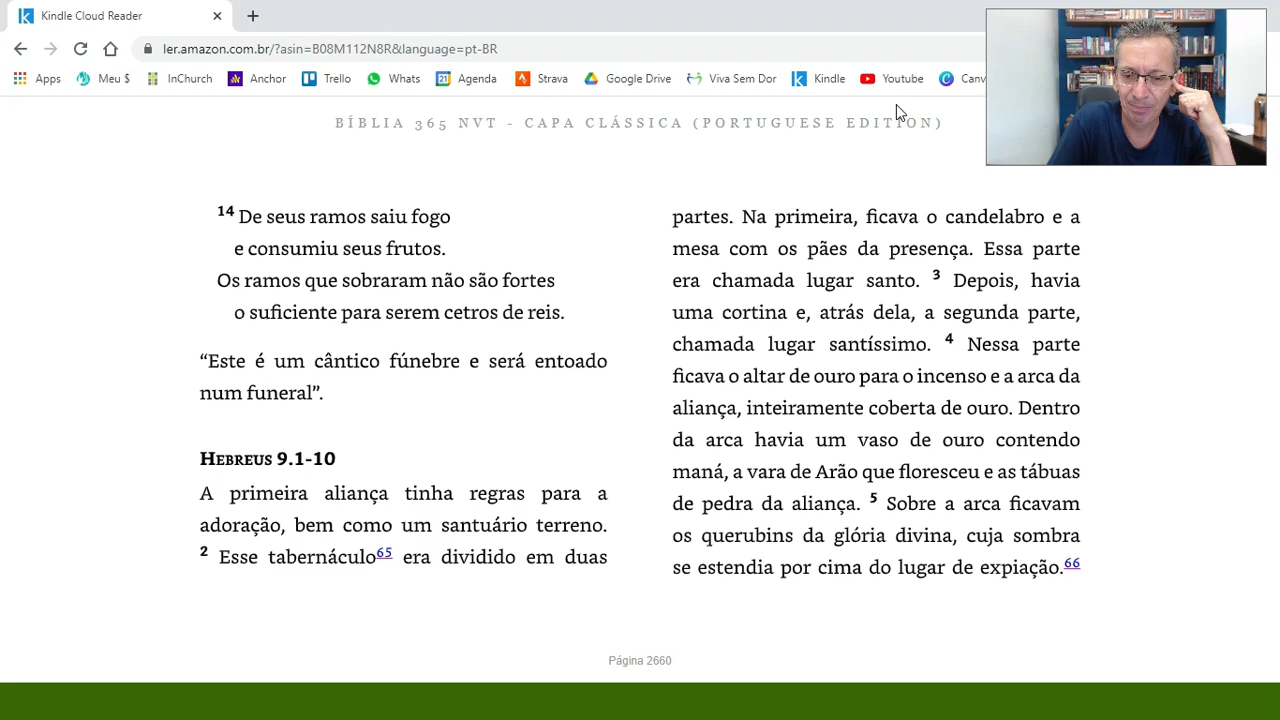 Kindle Cloud Reader
ler.amazon.com.br/?asin=B08M112N8R&language=pt-BR
Apps Meu $ InChurch Anchor Trello Whats 31 Agenda Strava Google Drive Viva Sem Dor Kindle Youtube Canv
BÍBLIA 365 NVT - CAPA CLÁSSICA (PORTUGUESE EDITION)
14 De seus ramos saiu fogo
e consumiu seus frutos.
Os ramos que sobraram não são fortes
o suficiente para serem cetros de reis.
“Este é um cântico fúnebre e será entoado
num funeral”.
Hebreus 9.1-10
A primeira aliança tinha regras para a
adoração, bem como um santuário terreno.
2 Esse tabernáculo65 era dividido em duas
partes. Na primeira, ficava o candelabro e a
mesa com os pães da presença. Essa parte
era chamada lugar santo. 3 Depois, havia
uma cortina e, atrás dela, a segunda parte,
chamada lugar santíssimo. 4 Nessa parte
ficava o altar de ouro para o incenso e a arca da
aliança, inteiramente coberta de ouro. Dentro
da arca havia um vaso de ouro contendo
maná, a vara de Arão que floresceu e as tábuas
de pedra da aliança. 5 Sobre a arca ficavam
os querubins da glória divina, cuja sombra
se estendia por cima do lugar de expiação.66
Página 2660